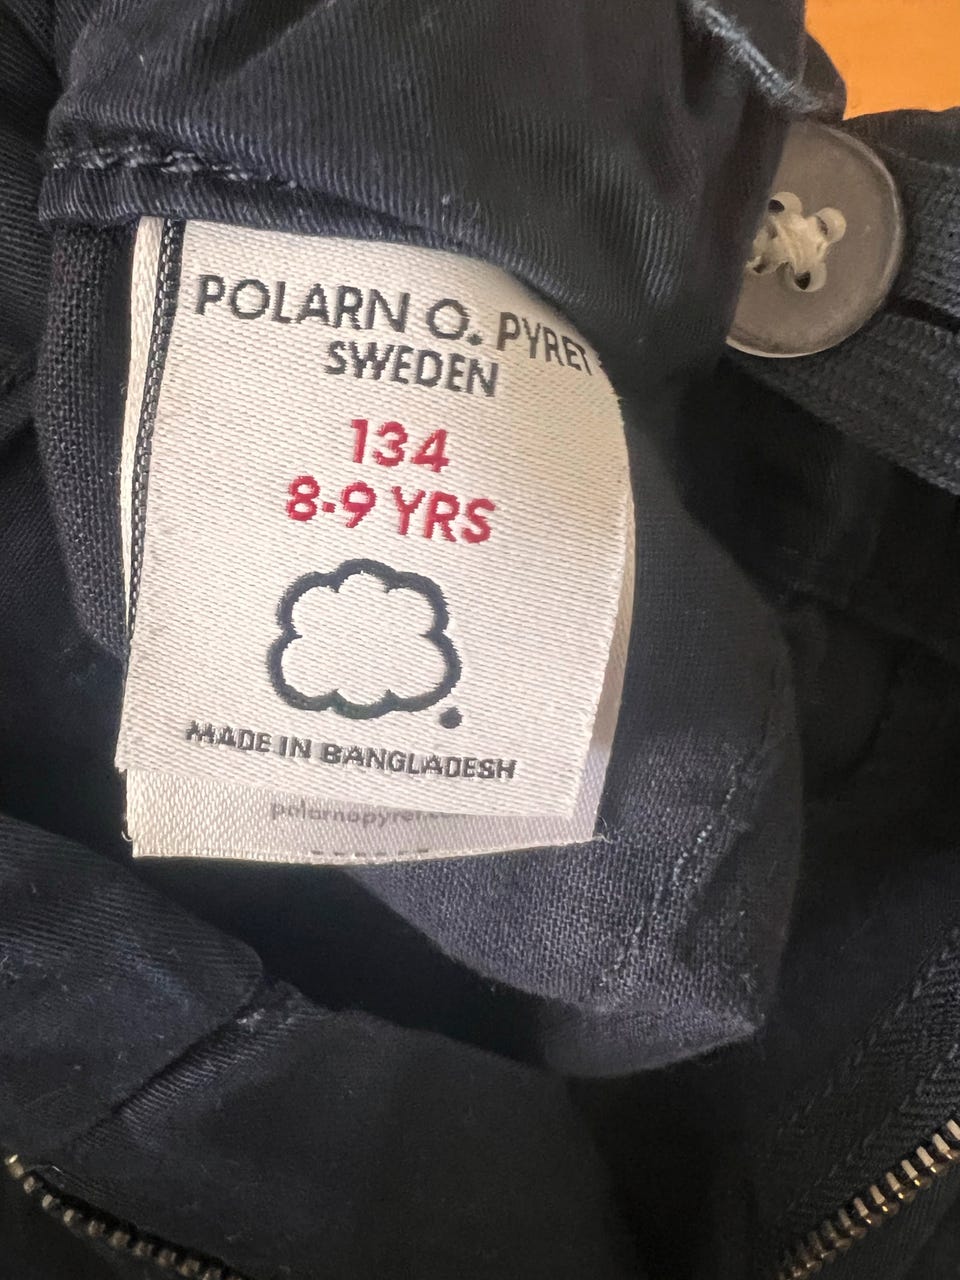 POLARN O. PYRET
SWEDEN
134
8-9 YRS
MADE IN BANGLADESH